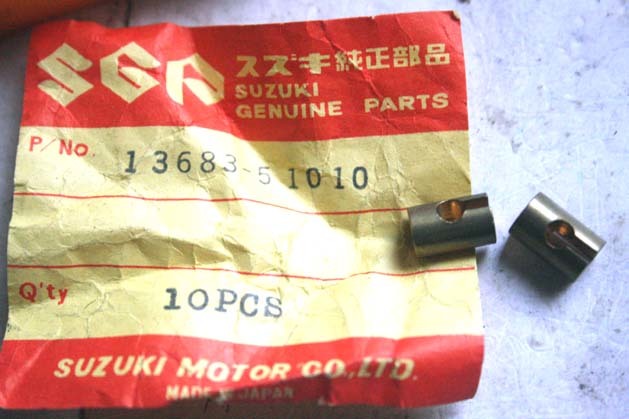 SGP スズキ純正部品
SUZUKI
GENUINE PARTS
P/No. 13683-51010
Q'ty 10PCS
SUZUKI MOTOR CO.,LTD.
MADE IN JAPAN